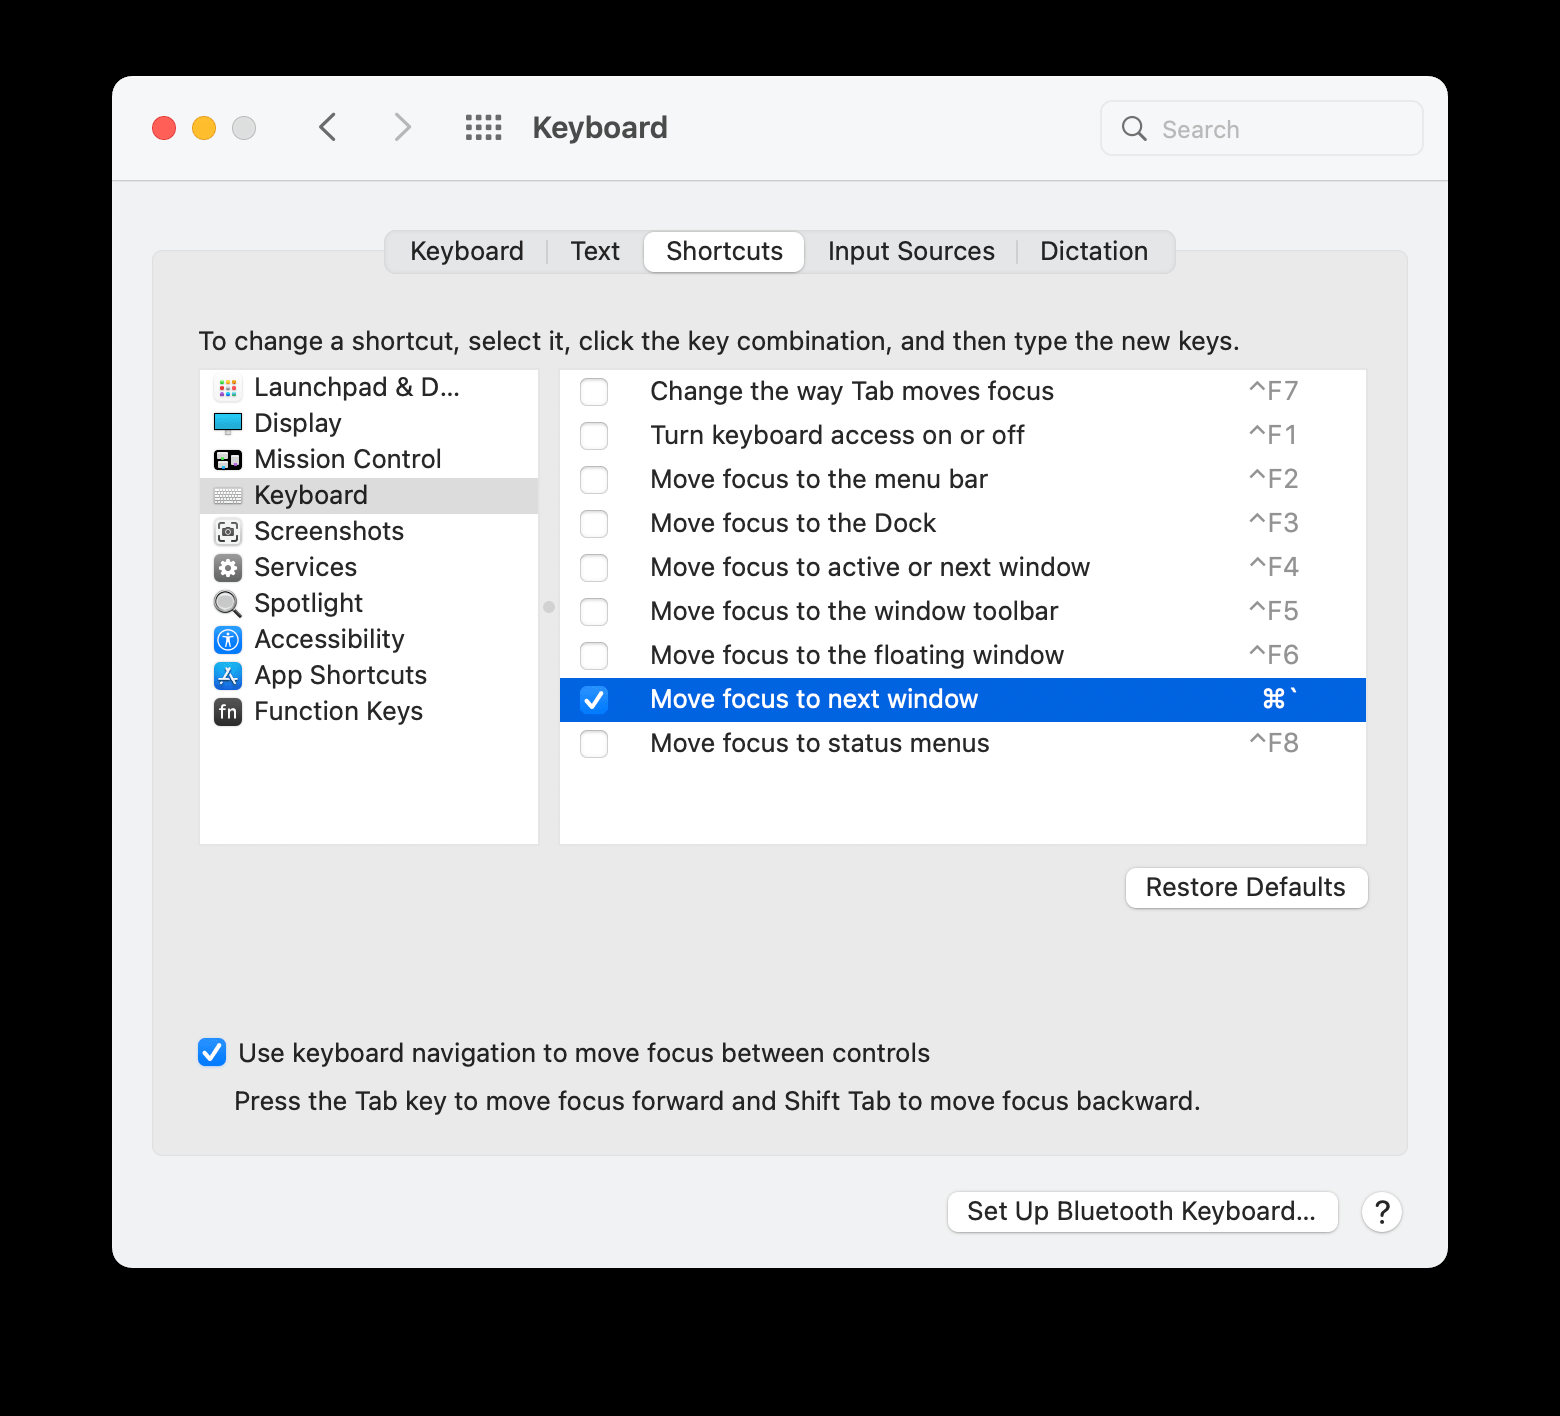 Keyboard
Search
Keyboard
Text
Shortcuts
Input Sources
Dictation
To change a shortcut, select it, click the key combination, and then type the new keys.
Launchpad & D...
Display
Mission Control
Keyboard
Screenshots
Services
Spotlight
Accessibility
App Shortcuts
fn Function Keys
Change the way Tab moves focus ^F7
Turn keyboard access on or off ^F1
Move focus to the menu bar ^F2
Move focus to the Dock ^F3
Move focus to active or next window ^F4
Move focus to the window toolbar ^F5
Move focus to the floating window ^F6
Move focus to next window ⌘`
Move focus to status menus ^F8
Restore Defaults
Use keyboard navigation to move focus between controls
Press the Tab key to move focus forward and Shift Tab to move focus backward.
Set Up Bluetooth Keyboard...
?